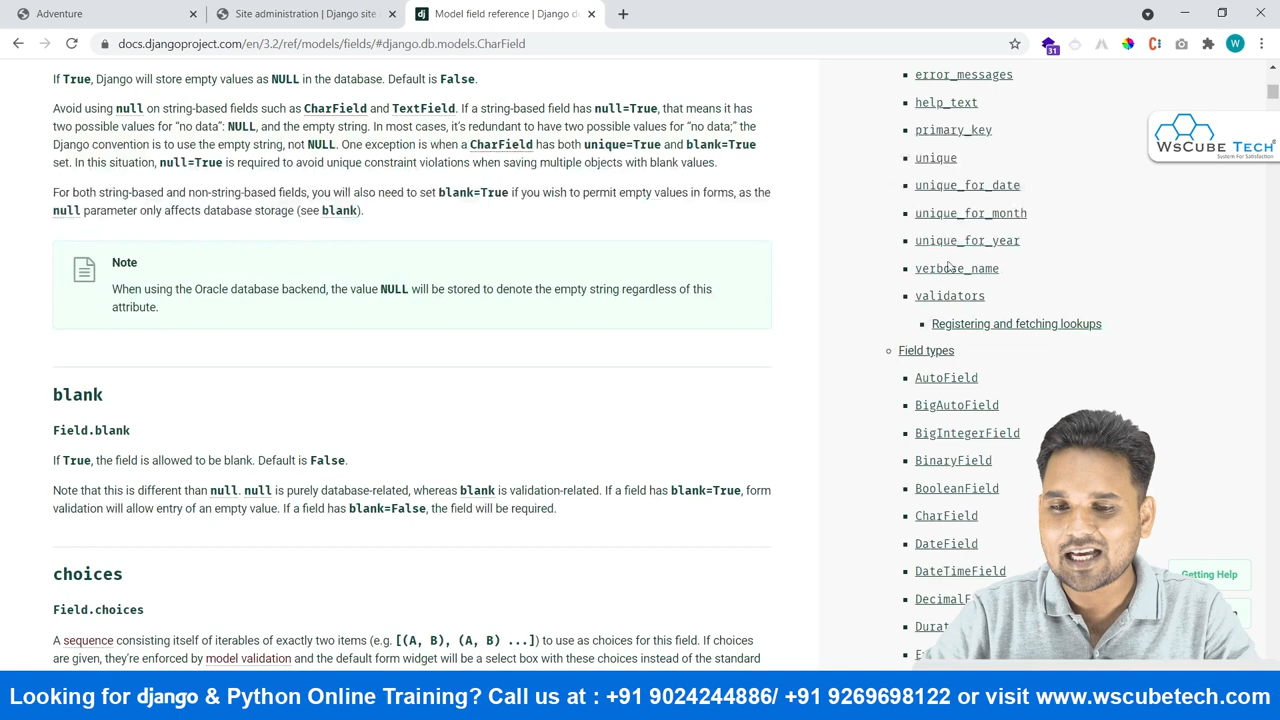 Adventure
Site administration | Django site
Model field reference | Django d
docs.djangoproject.com/en/3.2/ref/models/fields/#django.db.models.CharField
31
W
If True, Django will store empty values as NULL in the database. Default is False.
Avoid using null on string-based fields such as CharField and TextField. If a string-based field has null=True, that means it has
two possible values for “no data”: NULL, and the empty string. In most cases, it’s redundant to have two possible values for “no data;” the
Django convention is to use the empty string, not NULL. One exception is when a CharField has both unique=True and blank=True
set. In this situation, null=True is required to avoid unique constraint violations when saving multiple objects with blank values.
For both string-based and non-string-based fields, you will also need to set blank=True if you wish to permit empty values in forms, as the
null parameter only affects database storage (see blank).
Note
When using the Oracle database backend, the value NULL will be stored to denote the empty string regardless of this
attribute.
blank
Field.blank
If True, the field is allowed to be blank. Default is False.
Note that this is different than null. null is purely database-related, whereas blank is validation-related. If a field has blank=True, form
validation will allow entry of an empty value. If a field has blank=False, the field will be required.
choices
Field.choices
A sequence consisting itself of iterables of exactly two items (e.g. [(A, B), (A, B) ...]) to use as choices for this field. If choices
are given, they’re enforced by model validation and the default form widget will be a select box with these choices instead of the standard
error_messages
help_text
primary_key
unique
unique_for_date
unique_for_month
unique_for_year
verbose_name
validators
Registering and fetching lookups
Field types
AutoField
BigAutoField
BigIntegerField
BinaryField
BooleanField
CharField
DateField
DateTimeField
DecimalF
Durat
WsCube Tech
System For Satisfaction
Getting Help
Looking for django & Python Online Training? Call us at : +91 9024244886/ +91 9269698122 or visit www.wscubetech.com